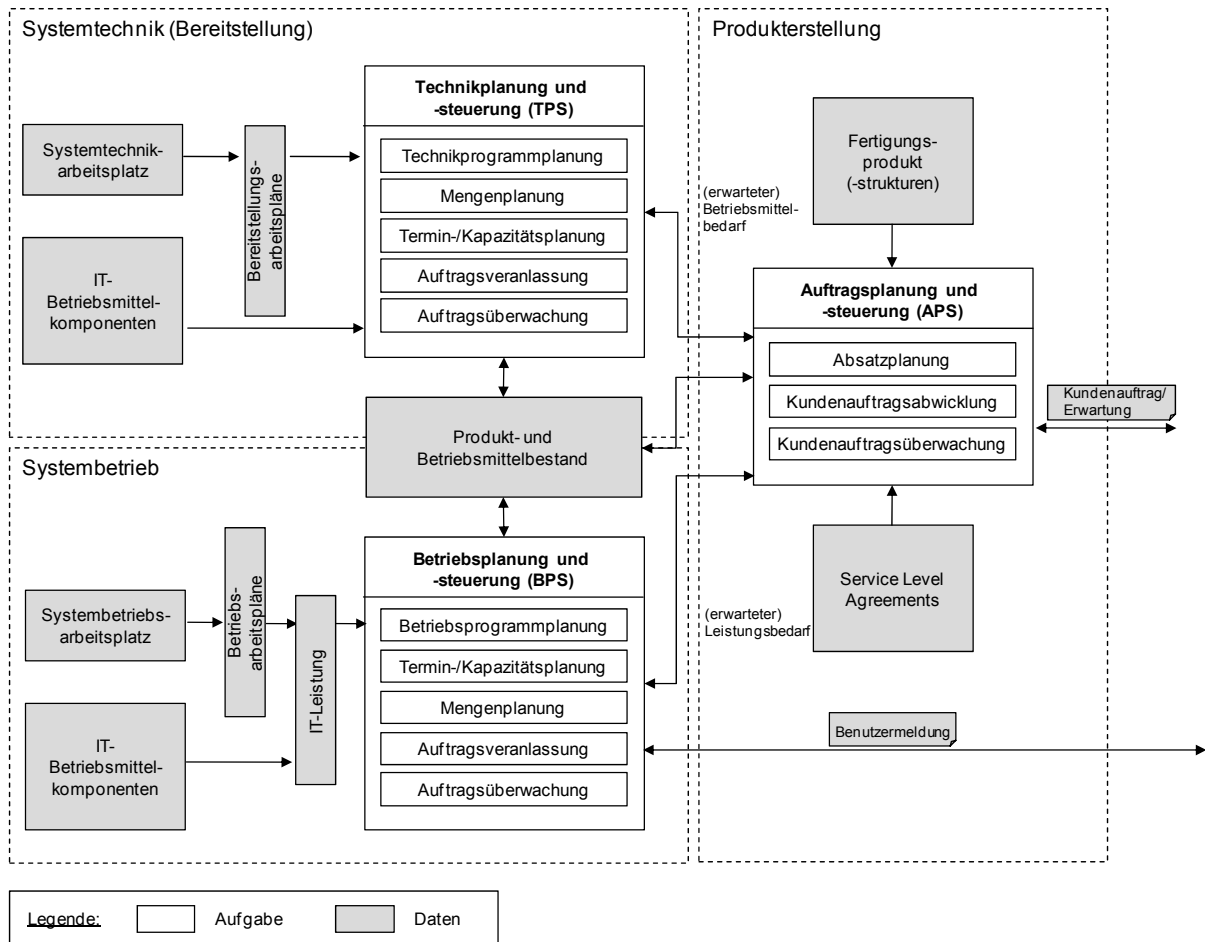 Systemtechnik (Bereitstellung)
Technikplanung und
-steuerung (TPS)
Technikprogrammplanung
Mengenplanung
Termin-/Kapazitätsplanung
Auftragsveranlassung
Auftragsüberwachung
Systemtechnik-
arbeitsplatz
Bereitstellungs-
arbeitspläne
IT-
Betriebsmittel-
komponenten
Produkt- und
Betriebsmittelbestand
Systembetrieb
Betriebsplanung und
-steuerung (BPS)
Betriebsprogrammplanung
Termin-/Kapazitätsplanung
Mengenplanung
Auftragsveranlassung
Auftragsüberwachung
Systembetriebs-
arbeitsplatz
Betriebs-
arbeitspläne
IT-Leistung
IT-
Betriebsmittel-
komponenten
Produkterstellung
Fertigungs-
produkt
(-strukturen)
(erwarteter)
Betriebsmittel-
bedarf
Auftragsplanung und
-steuerung (APS)
Absatzplanung
Kundenauftragsabwicklung
Kundenauftragsüberwachung
Kundenauftrag/
Erwartung
Service Level
Agreements
(erwarteter)
Leistungsbedarf
Benutzermeldung
Legende:
Aufgabe
Daten